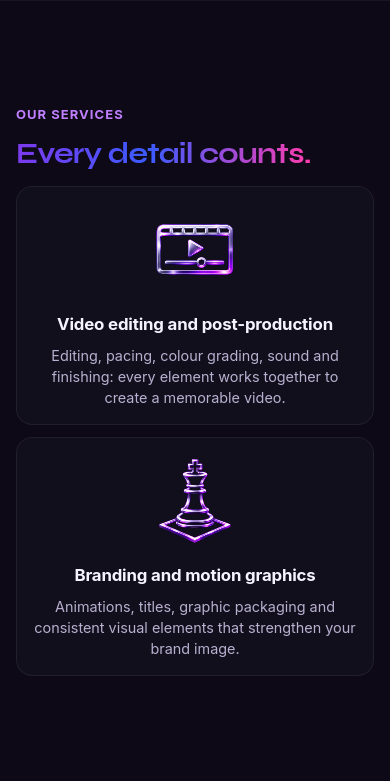 OUR SERVICES
Every detail counts.
Video editing and post-production
Editing, pacing, colour grading, sound and
finishing: every element works together to
create a memorable video.
Branding and motion graphics
Animations, titles, graphic packaging and
consistent visual elements that strengthen your
brand image.